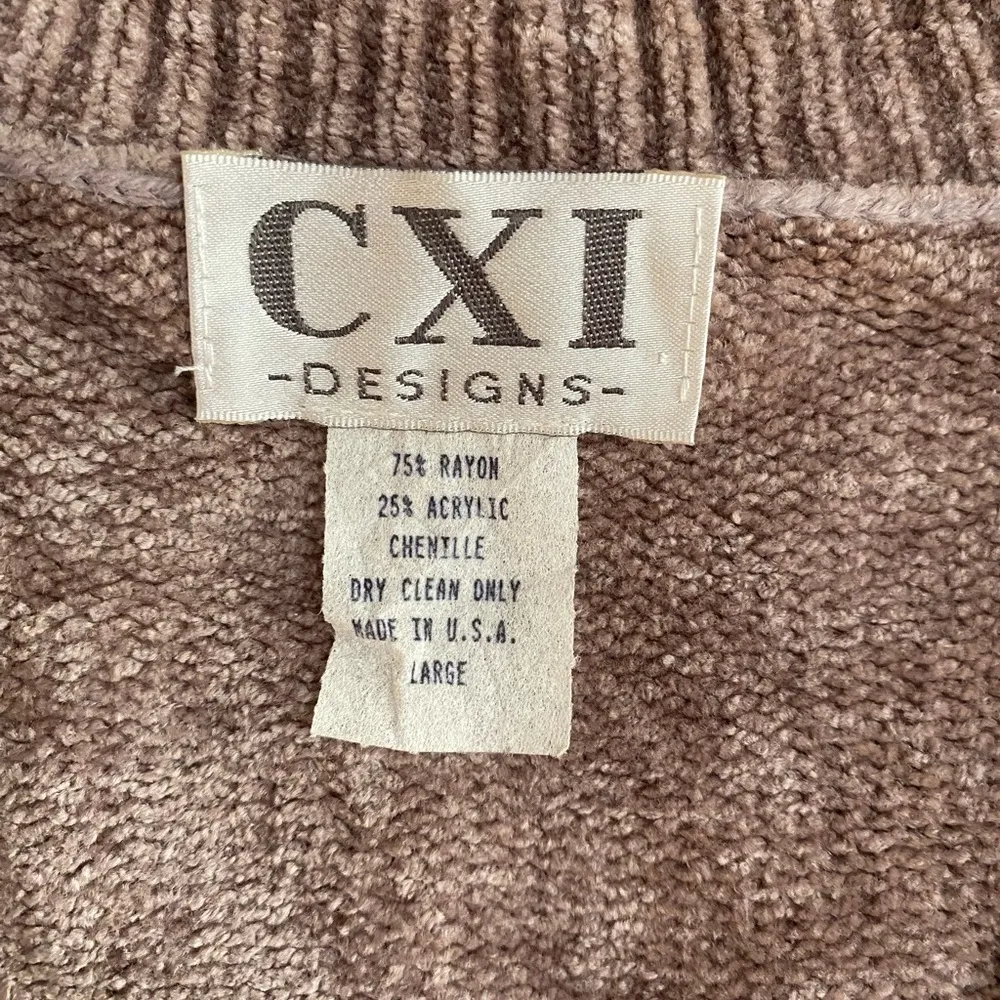 CXI
-DESIGNS-
75% RAYON
25% ACRYLIC
CHENILLE
DRY CLEAN ONLY
MADE IN U.S.A.
LARGE